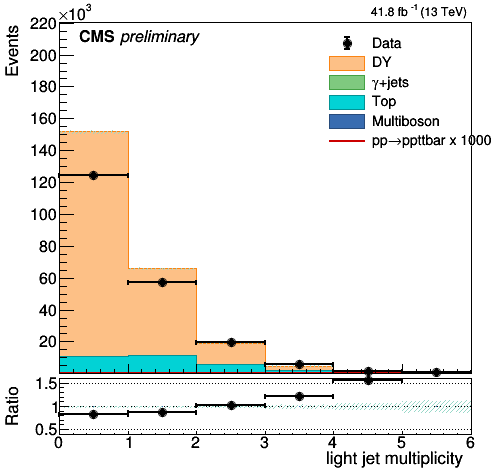 ×10³
41.8 fb⁻¹ (13 TeV)
CMS preliminary
Events
220
200
180
160
140
120
100
80
60
40
20
Data
DY
γ+jets
Top
Multiboson
pp→ppttbar x 1000
Ratio
1.5
1
0.5
0 1 2 3 4 5 6
light jet multiplicity